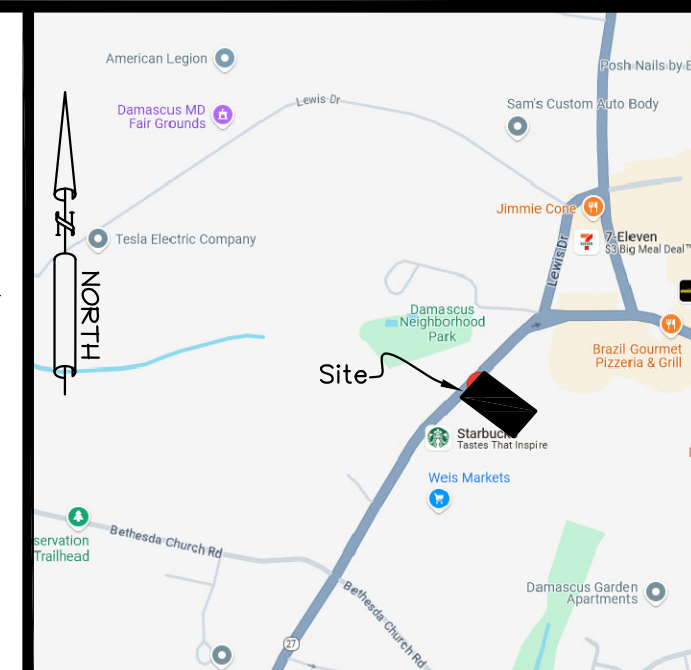 American Legion
Posh Nails by E
Damascus MD
Fair Grounds
Lewis Dr
Sam's Custom Auto Body
Jimmie Cone
Tesla Electric Company
7-Eleven
$3 Big Meal Deal™
Lewis Dr
NORTH
Damascus
Neighborhood
Park
Brazil Gourmet
Pizzeria & Grill
Site
Starbuc
Tastes That Inspire
Weis Markets
servation
Trailhead
Bethesda Church Rd
Bethesda Church Rd
Damascus Garden
Apartments
27